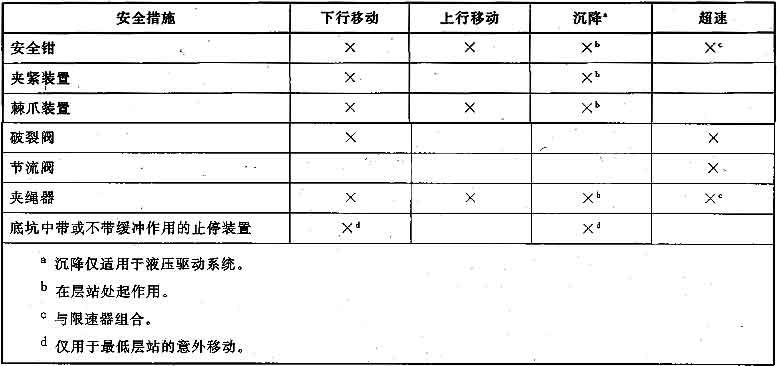 安全措施 下行移动 上行移动 沉降ᵃ 超速
安全钳 × × ×ᵇ ×ᶜ
夹紧装置 × ×ᵇ
棘爪装置 × × ×ᵇ
破裂阀 × ×
节流阀 ×
夹绳器 × × ×ᵇ ×ᶜ
底坑中带或不带缓冲作用的止停装置 ×ᵈ ×ᵈ
ᵃ 沉降仅适用于液压驱动系统。
ᵇ 在层站处起作用。
ᶜ 与限速器组合。
ᵈ 仅用于最低层站的意外移动。